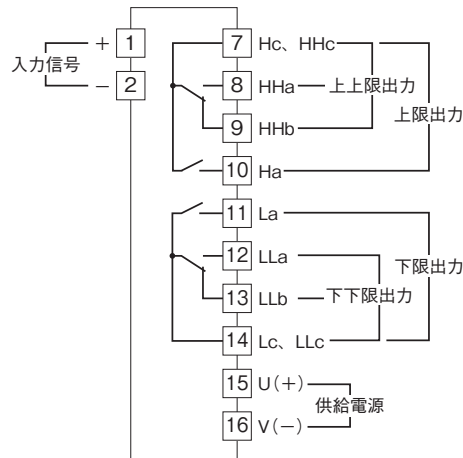 入力信号
+ 1
− 2
7 Hc、HHc
8 HHa 上上限出力
9 HHb
上限出力
10 Ha
11 La
12 LLa
下限出力
13 LLb 下下限出力
14 Lc、LLc
15 U(+)
供給電源
16 V(−)